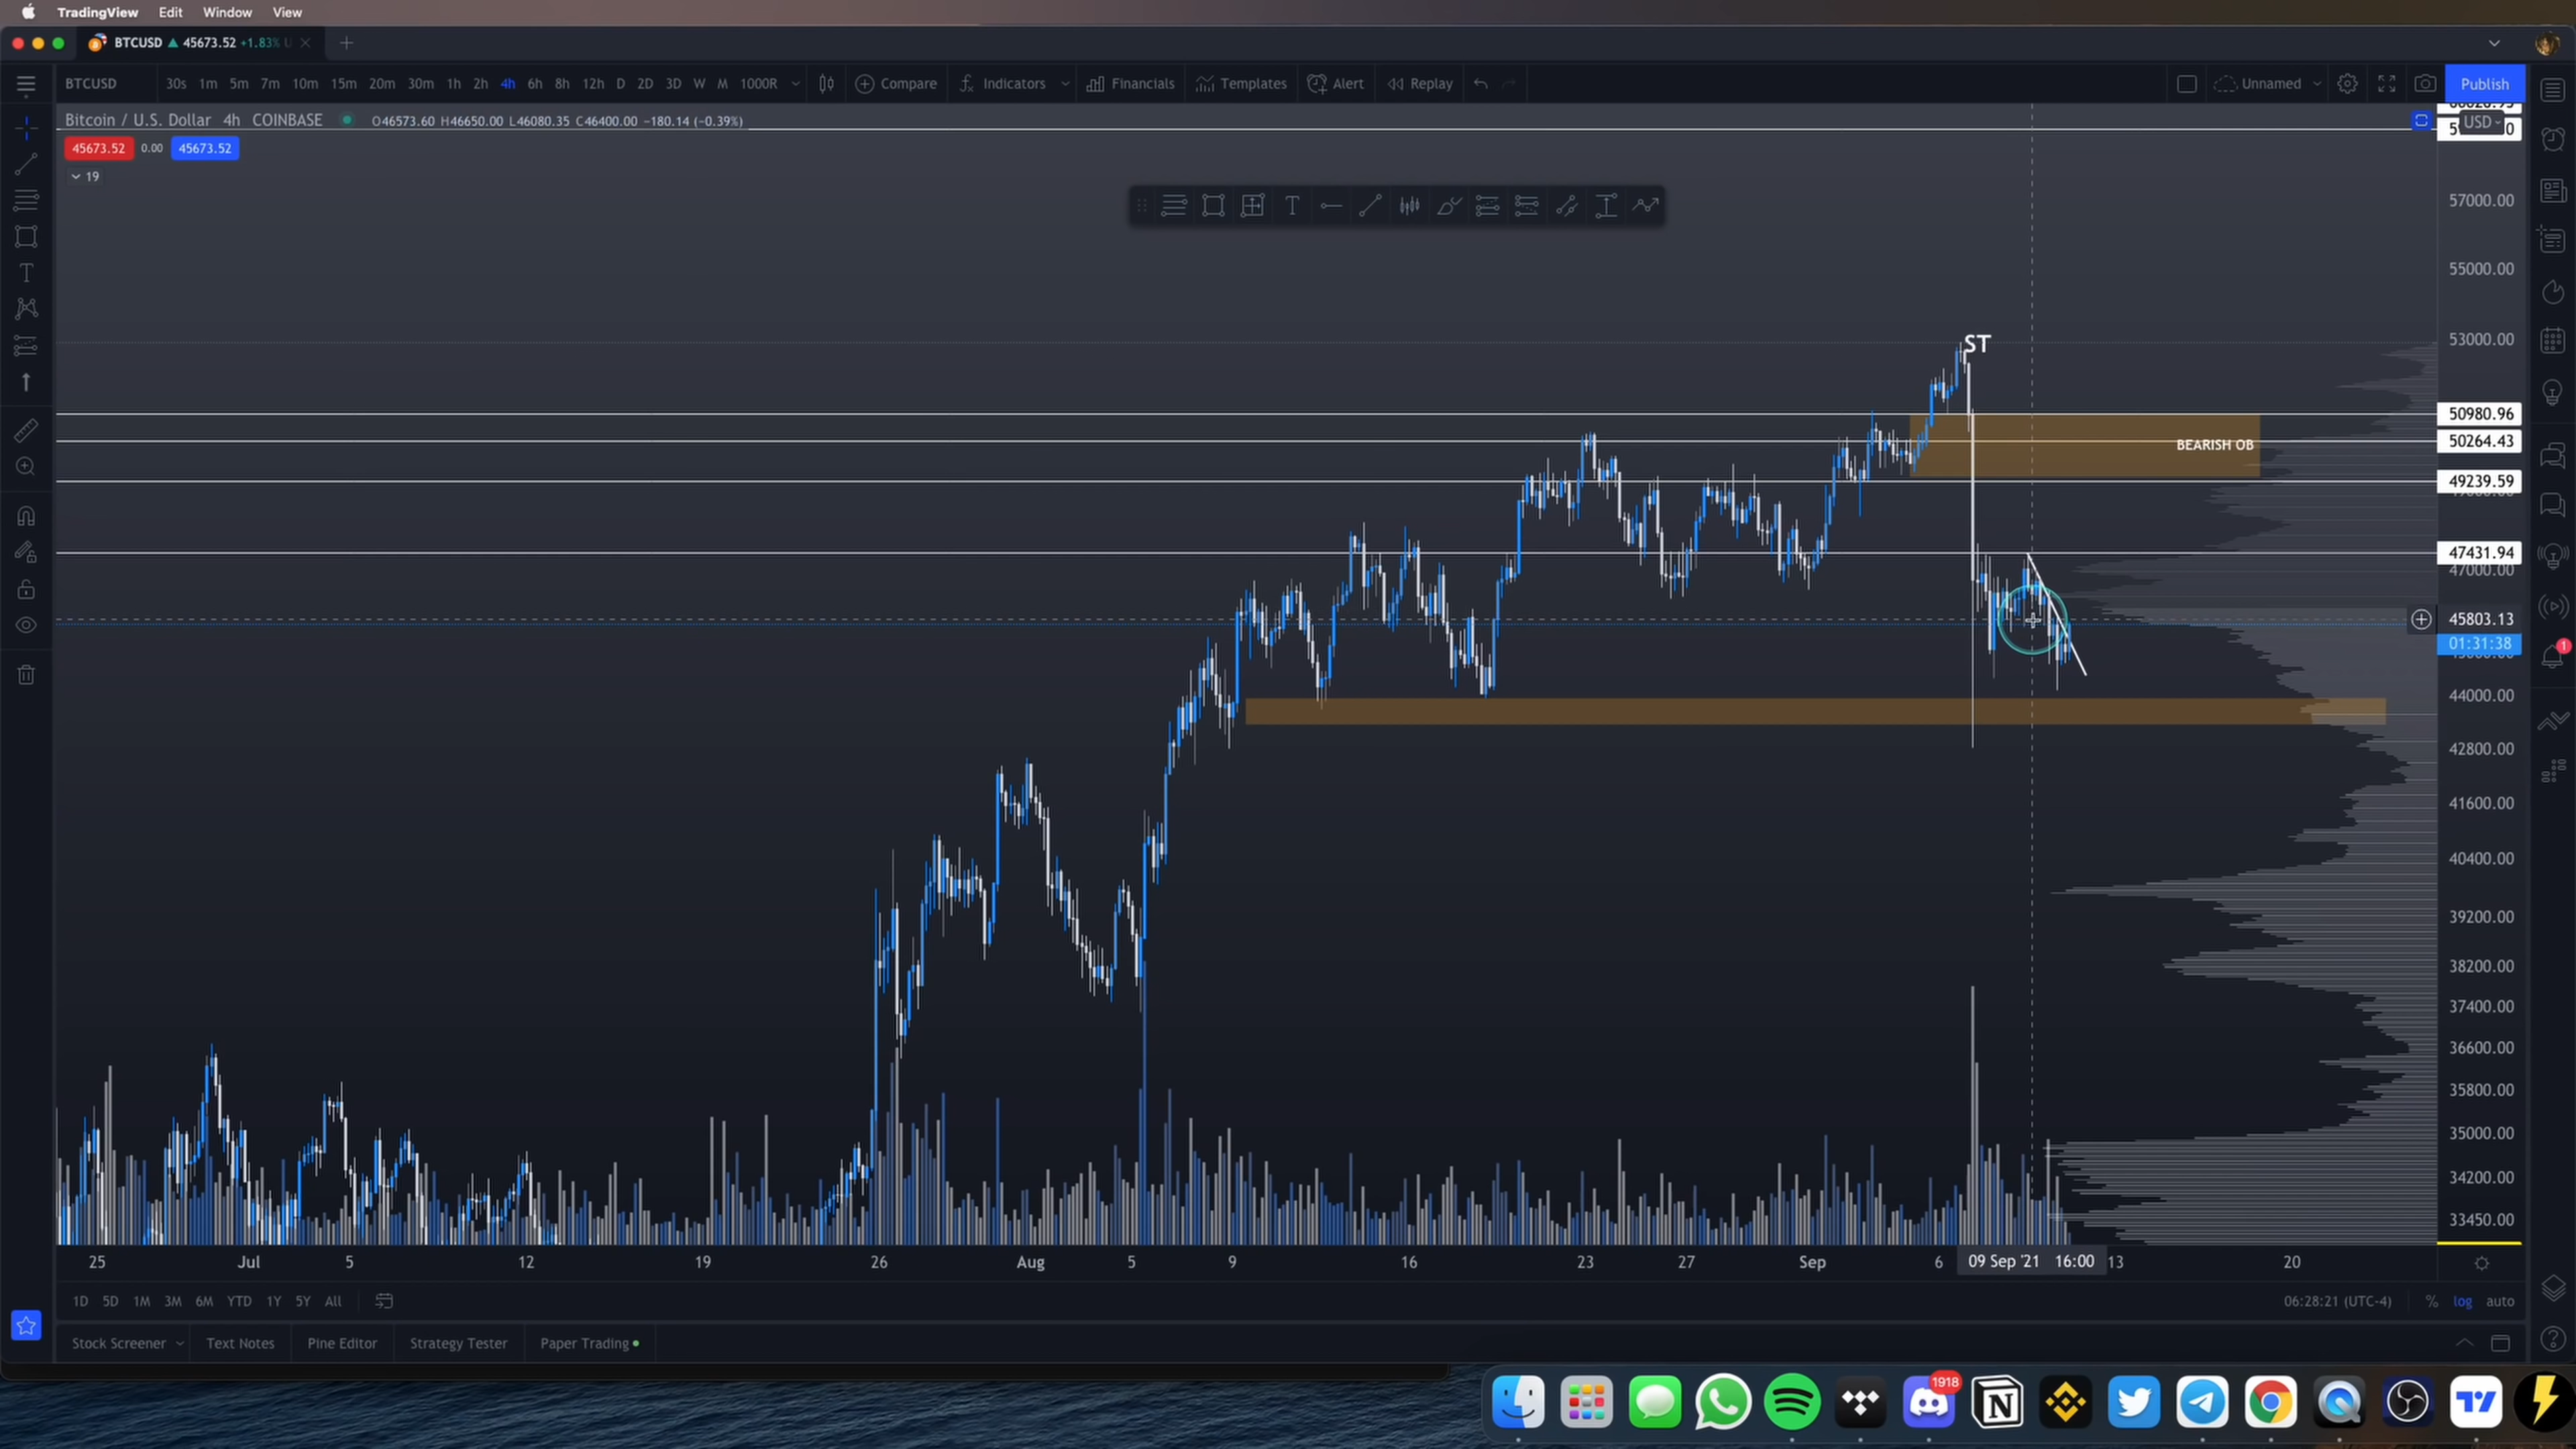 TradingView Edit Window View
BTCUSD ▲ 45673.52 +1.83%
BTCUSD 30s 1m 5m 7m 10m 15m 20m 30m 1h 2h 4h 6h 8h 12h D 2D 3D W M 1000R Compare Indicators Financials Templates Alert Replay Unnamed Publish
Bitcoin / U.S. Dollar 4h COINBASE O46573.60 H46650.00 L46080.35 C46400.00 −180.14 (−0.39%)
USD
45673.52 0.00 45673.52
19
57000.00
55000.00
ST
53000.00
50980.96
BEARISH OB
50264.43
49239.59
47431.94
47000.00
45803.13
01:31:38
1
44000.00
42800.00
41600.00
40400.00
39200.00
38200.00
37400.00
36600.00
35800.00
35000.00
34200.00
33450.00
25 Jul 5 12 19 26 Aug 5 9 16 23 27 Sep 6 09 Sep '21 16:00 13 20
1D 5D 1M 3M 6M YTD 1Y 5Y All 06:28:21 (UTC-4) % log auto
Stock Screener Text Notes Pine Editor Strategy Tester Paper Trading
1918